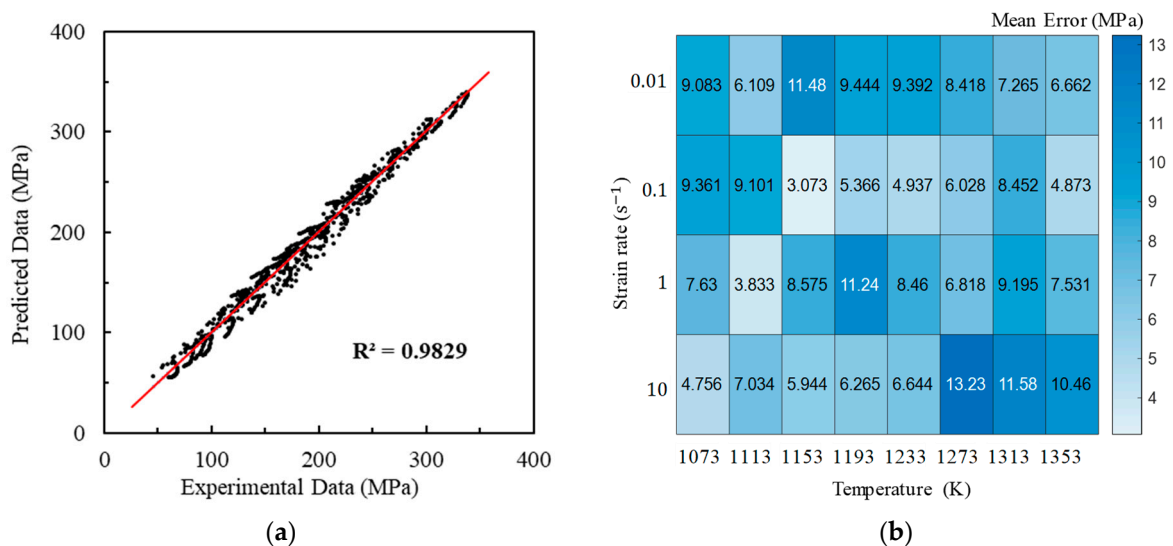 400
300
200
100
0
Predicted Data (MPa)
R² = 0.9829
100 200 300 400
Experimental Data (MPa)
(a)
Mean Error (MPa)
0.01 9.083 6.109 11.48 9.444 9.392 8.418 7.265 6.662
0.1 9.361 9.101 3.073 5.366 4.937 6.028 8.452 4.873
1 7.63 3.833 8.575 11.24 8.46 6.818 9.195 7.531
10 4.756 7.034 5.944 6.265 6.644 13.23 11.58 10.46
Strain rate (s⁻¹)
1073 1113 1153 1193 1233 1273 1313 1353
Temperature (K)
13
12
11
10
9
8
7
6
5
4
(b)